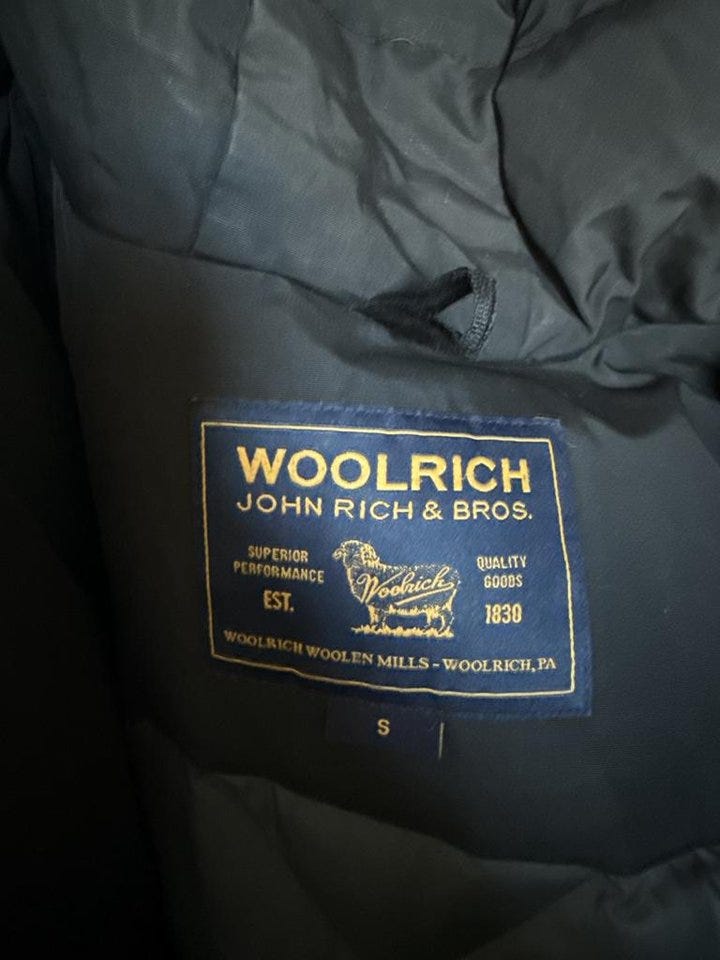 WOOLRICH
JOHN RICH & BROS.
SUPERIOR
PERFORMANCE
EST.
Woolrich
QUALITY
GOODS
1830
WOOLRICH WOOLEN MILLS - WOOLRICH, PA
S